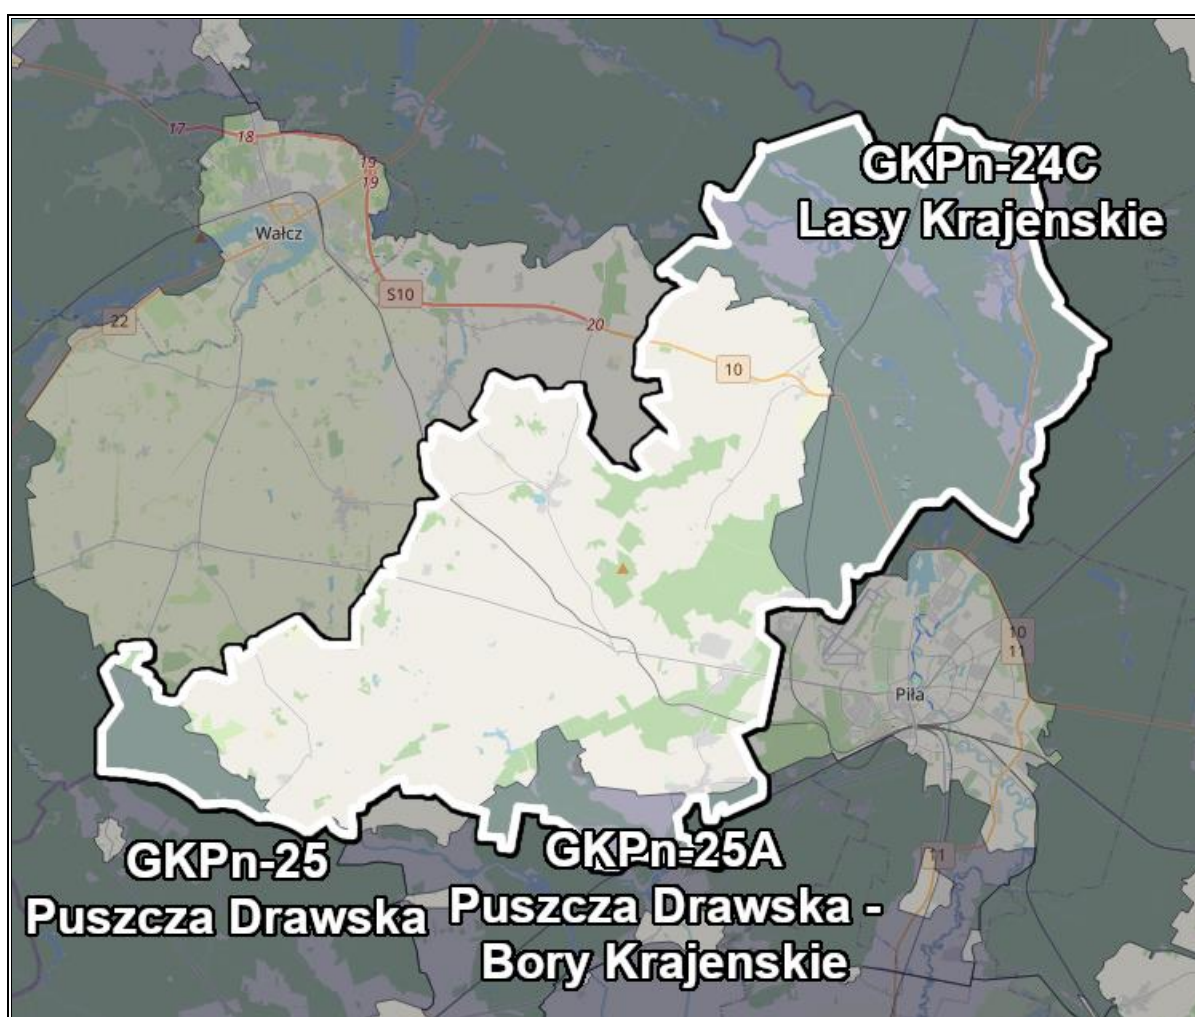 17
18
19
19
GKPn-24C
Lasy Krajenskie
Wałcz
S10
22
20
10
10
11
Piła
11
GKPn-25
Puszcza Drawska
GKPn-25A
Puszcza Drawska -
Bory Krajenskie